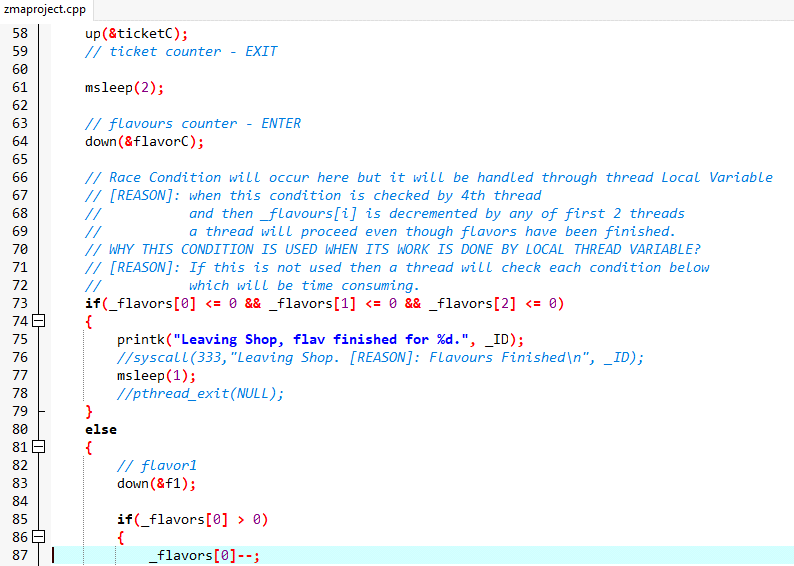 zmaproject.cpp
58 up(&ticketC);
59 // ticket counter - EXIT
60
61 msleep(2);
62
63 // flavours counter - ENTER
64 down(&flavorC);
65
66 // Race Condition will occur here but it will be handled through thread Local Variable
67 // [REASON]: when this condition is checked by 4th thread
68 // and then _flavours[i] is decremented by any of first 2 threads
69 // a thread will proceed even though flavors have been finished.
70 // WHY THIS CONDITION IS USED WHEN ITS WORK IS DONE BY LOCAL THREAD VARIABLE?
71 // [REASON]: If this is not used then a thread will check each condition below
72 // which will be time consuming.
73 if(_flavors[0] <= 0 && _flavors[1] <= 0 && _flavors[2] <= 0)
74 {
75 printk("Leaving Shop, flav finished for %d.", _ID);
76 //syscall(333,"Leaving Shop. [REASON]: Flavours Finished\n", _ID);
77 msleep(1);
78 //pthread_exit(NULL);
79 }
80 else
81 {
82 // flavor1
83 down(&f1);
84
85 if(_flavors[0] > 0)
86 {
87 _flavors[0]--;